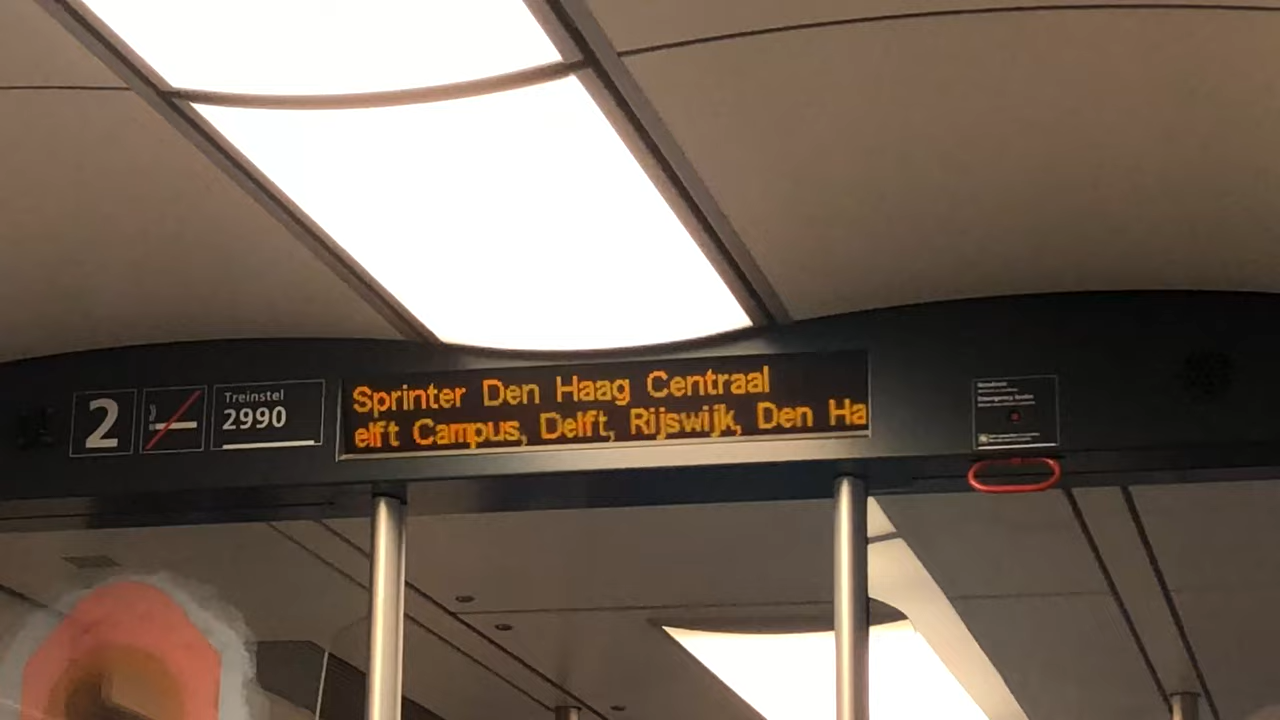 2
Treinstel
2990
Sprinter Den Haag Centraal
elft Campus, Delft, Rijswijk, Den Ha